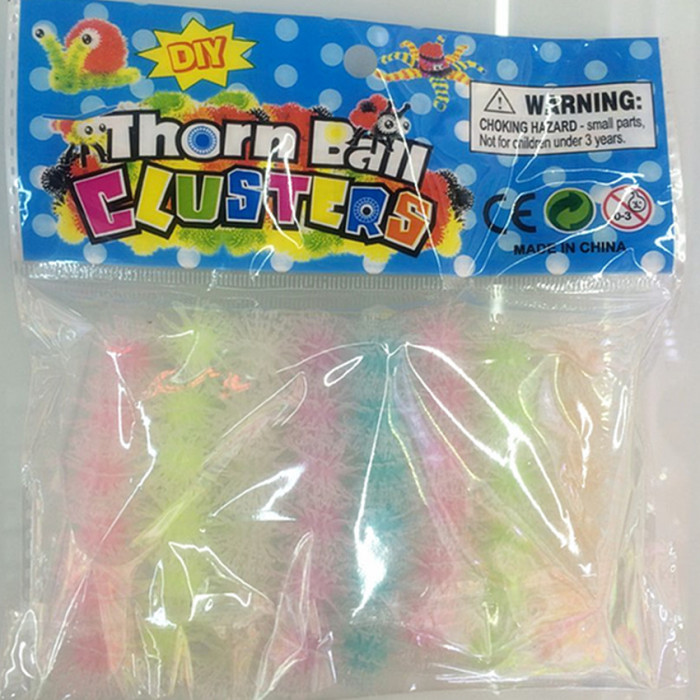 DIY
Thorn Ball
CLUSTERS
WARNING:
CHOKING HAZARD - small parts,
Not for children under 3 years.
CE
0-3
MADE IN CHINA